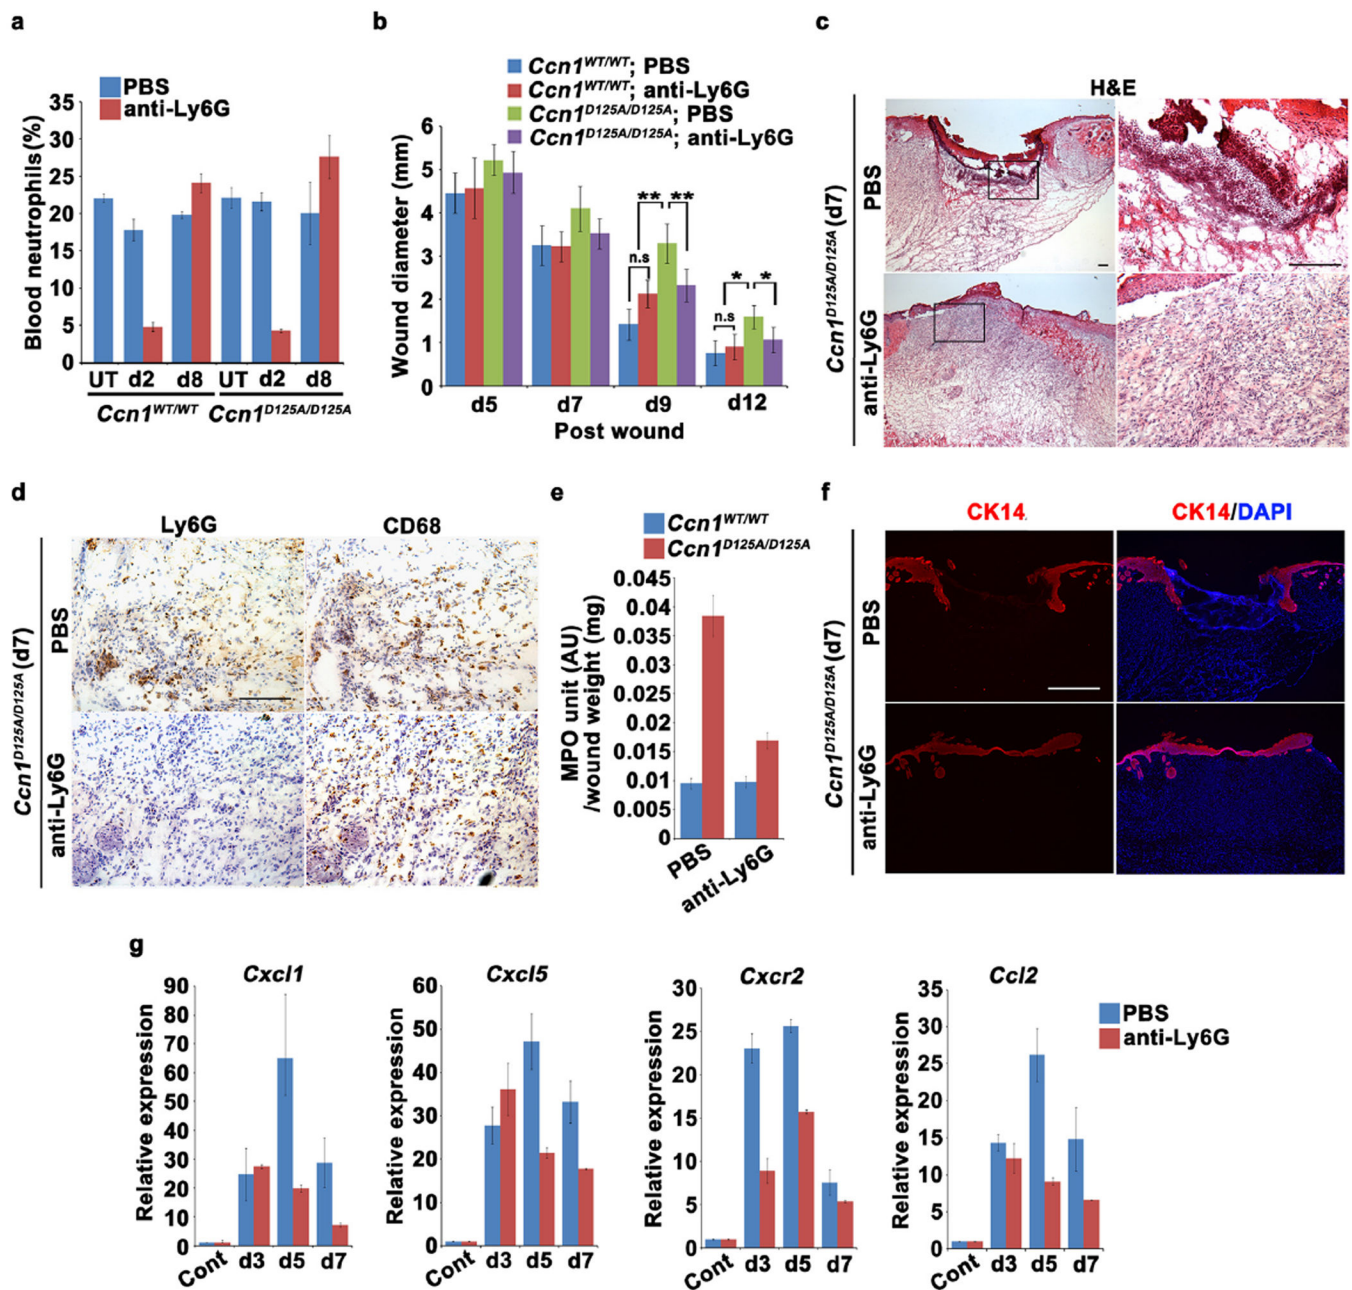 a
PBS
anti-Ly6G
Blood neutrophils (%)
35
30
25
20
15
10
5
0
UT d2 d8 UT d2 d8
Ccn1WT/WT Ccn1D125A/D125A
b
Ccn1WT/WT; PBS
Ccn1WT/WT; anti-Ly6G
Ccn1D125A/D125A; PBS
Ccn1D125A/D125A; anti-Ly6G
Wound diameter (mm)
6
5
4
3
2
1
0
** **
n.s
* *
n.s
d5 d7 d9 d12
Post wound
c
H&E
Ccn1D125A/D125A (d7)
PBS
anti-Ly6G
d
Ly6G CD68
Ccn1D125A/D125A (d7)
PBS
anti-Ly6G
e
Ccn1WT/WT
Ccn1D125A/D125A
MPO unit (AU)
/wound weight (mg)
0.045
0.04
0.035
0.03
0.025
0.02
0.015
0.01
0.005
0
PBS
anti-Ly6G
f
CK14 CK14/DAPI
Ccn1D125A/D125A (d7)
PBS
anti-Ly6G
g
Cxcl1
Relative expression
90
80
70
60
50
40
30
20
10
0
Cont d3 d5 d7
Cxcl5
Relative expression
60
50
40
30
20
10
0
Cont d3 d5 d7
Cxcr2
Relative expression
30
25
20
15
10
5
0
Cont d3 d5 d7
Ccl2
Relative expression
35
30
25
20
15
10
5
0
Cont d3 d5 d7
PBS
anti-Ly6G